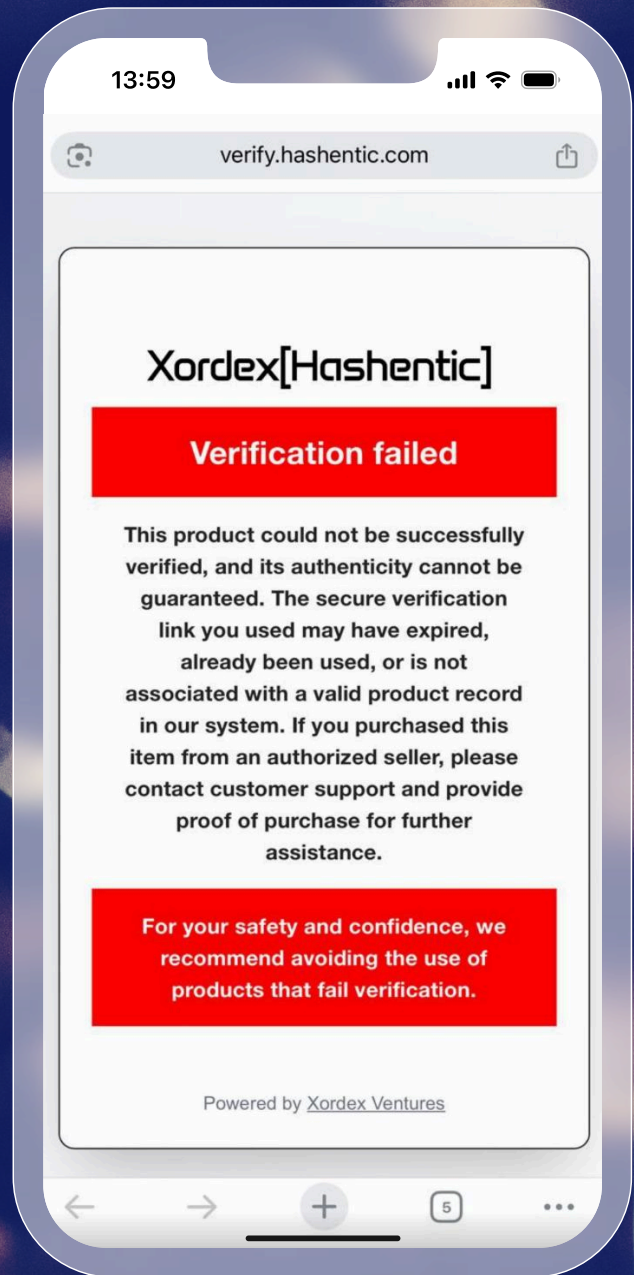 13:59
verify.hashentic.com
Xordex[Hashentic]
Verification failed
This product could not be successfully
verified, and its authenticity cannot be
guaranteed. The secure verification
link you used may have expired,
already been used, or is not
associated with a valid product record
in our system. If you purchased this
item from an authorized seller, please
contact customer support and provide
proof of purchase for further
assistance.
For your safety and confidence, we
recommend avoiding the use of
products that fail verification.
Powered by Xordex Ventures
5